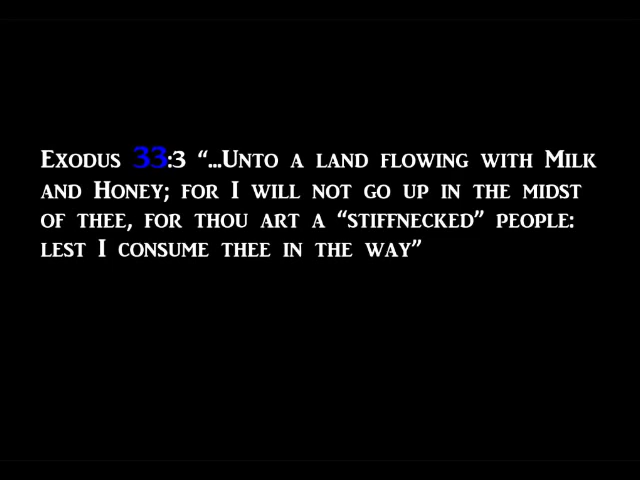 Exodus 33:3 “...Unto a land flowing with Milk
and Honey; for I will not go up in the midst
of thee, for thou art a “stiffnecked” people:
lest I consume thee in the way”